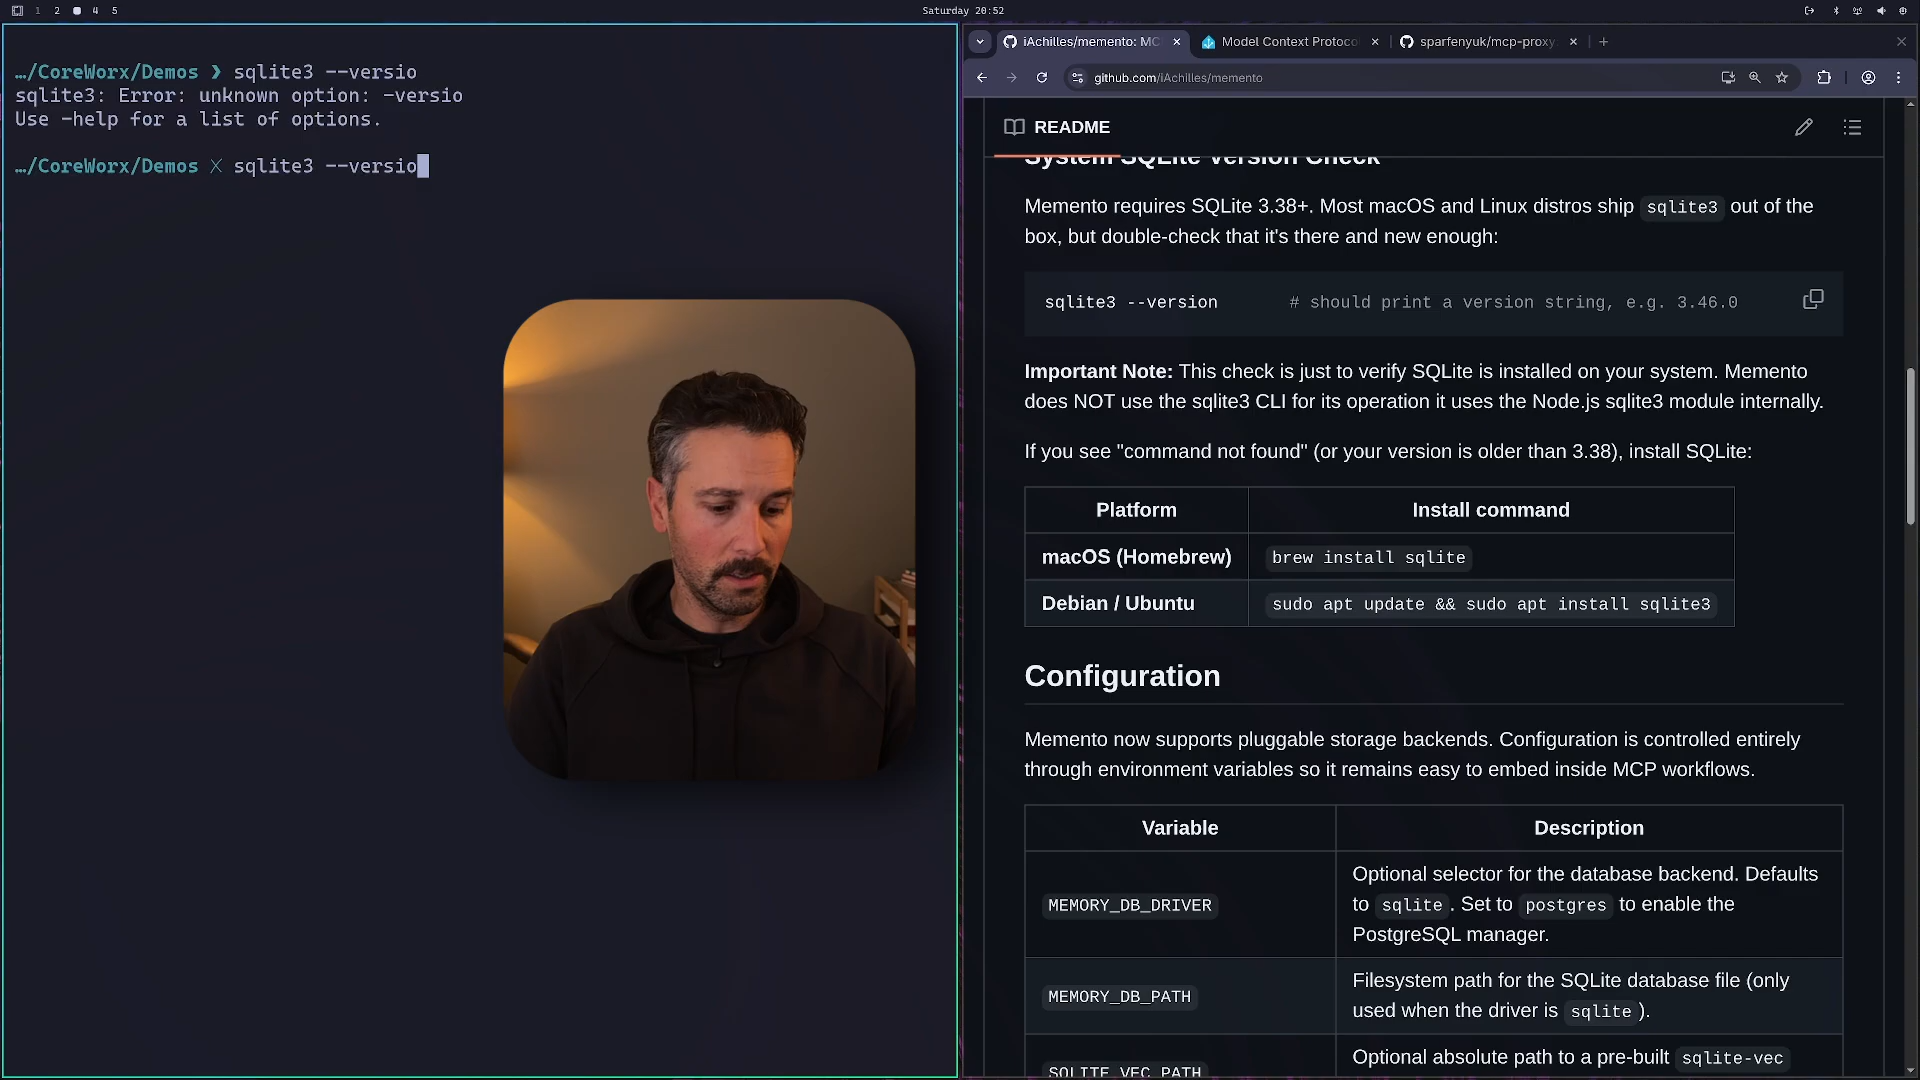 1 2 4 5
Saturday 20:52
…/CoreWorx/Demos ❯ sqlite3 --versio
sqlite3: Error: unknown option: -versio
Use -help for a list of options.
…/CoreWorx/Demos X sqlite3 --versio
iAchilles/memento: MC
Model Context Protoco
sparfenyuk/mcp-proxy:
github.com/iAchilles/memento
README
System SQLite Version Check
Memento requires SQLite 3.38+. Most macOS and Linux distros ship sqlite3 out of the
box, but double-check that it's there and new enough:
sqlite3 --version # should print a version string, e.g. 3.46.0
Important Note: This check is just to verify SQLite is installed on your system. Memento
does NOT use the sqlite3 CLI for its operation it uses the Node.js sqlite3 module internally.
If you see "command not found" (or your version is older than 3.38), install SQLite:
Platform Install command
macOS (Homebrew) brew install sqlite
Debian / Ubuntu sudo apt update && sudo apt install sqlite3
Configuration
Memento now supports pluggable storage backends. Configuration is controlled entirely
through environment variables so it remains easy to embed inside MCP workflows.
Variable Description
MEMORY_DB_DRIVER
Optional selector for the database backend. Defaults
to sqlite. Set to postgres to enable the
PostgreSQL manager.
MEMORY_DB_PATH
Filesystem path for the SQLite database file (only
used when the driver is sqlite).
SQLITE_VEC_PATH
Optional absolute path to a pre-built sqlite-vec